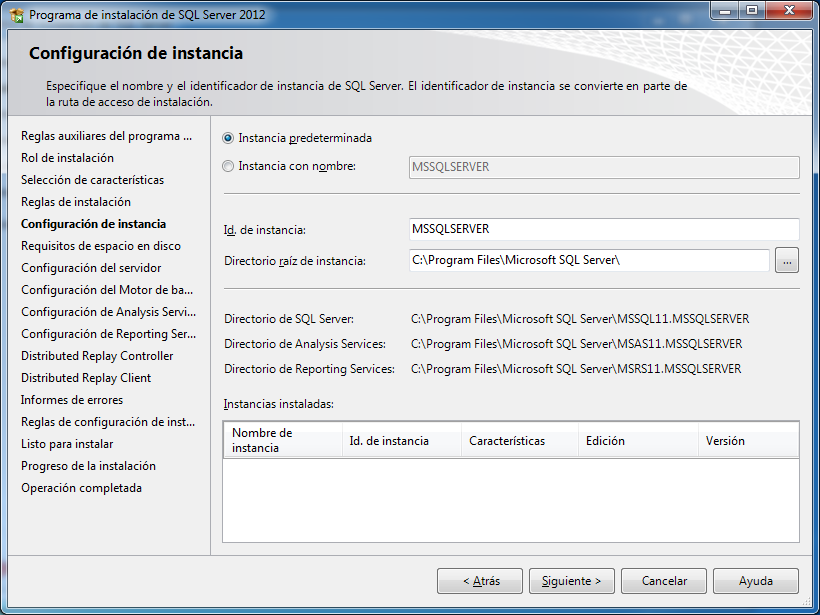 Programa de instalación de SQL Server 2012
Configuración de instancia
Especifique el nombre y el identificador de instancia de SQL Server. El identificador de instancia se convierte en parte de
la ruta de acceso de instalación.
Reglas auxiliares del programa ...
Rol de instalación
Selección de características
Reglas de instalación
Configuración de instancia
Requisitos de espacio en disco
Configuración del servidor
Configuración del Motor de ba...
Configuración de Analysis Servi...
Configuración de Reporting Ser...
Distributed Replay Controller
Distributed Replay Client
Informes de errores
Reglas de configuración de inst...
Listo para instalar
Progreso de la instalación
Operación completada
Instancia predeterminada
Instancia con nombre: MSSQLSERVER
Id. de instancia: MSSQLSERVER
Directorio raíz de instancia: C:\Program Files\Microsoft SQL Server\ ...
Directorio de SQL Server: C:\Program Files\Microsoft SQL Server\MSSQL11.MSSQLSERVER
Directorio de Analysis Services: C:\Program Files\Microsoft SQL Server\MSAS11.MSSQLSERVER
Directorio de Reporting Services: C:\Program Files\Microsoft SQL Server\MSRS11.MSSQLSERVER
Instancias instaladas:
Nombre de
instancia
Id. de instancia
Características
Edición
Versión
< Atrás
Siguiente >
Cancelar
Ayuda